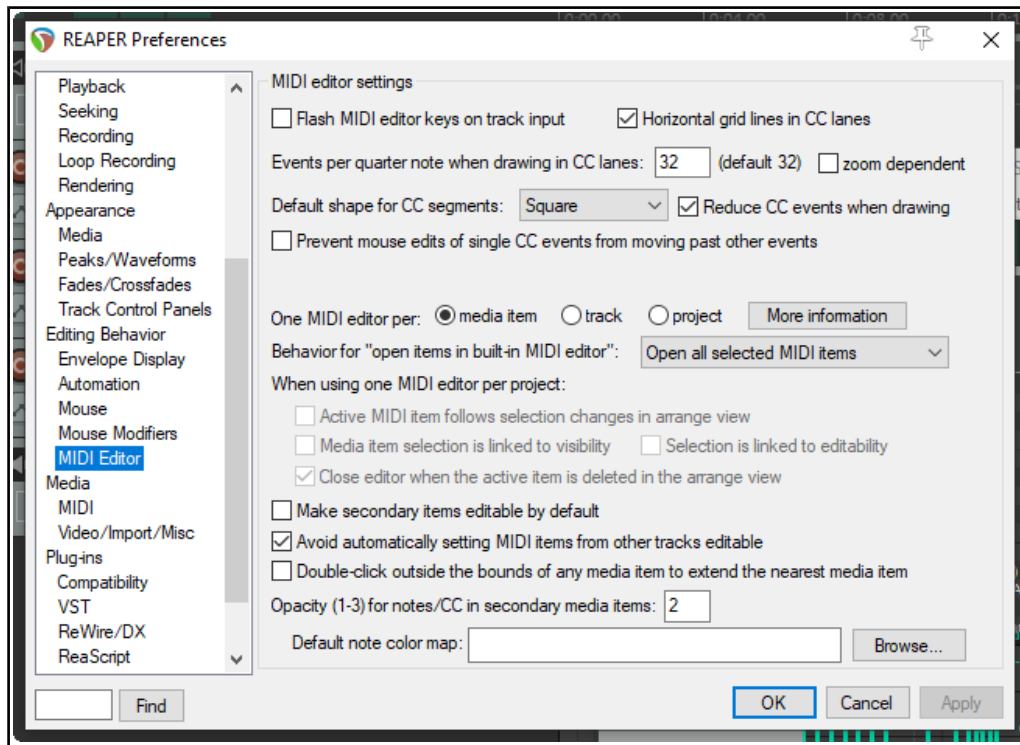 0:00.00 0:04.00 0:08.00
REAPER Preferences
Playback
Seeking
Recording
Loop Recording
Rendering
Appearance
Media
Peaks/Waveforms
Fades/Crossfades
Track Control Panels
Editing Behavior
Envelope Display
Automation
Mouse
Mouse Modifiers
MIDI Editor
Media
MIDI
Video/Import/Misc
Plug-ins
Compatibility
VST
ReWire/DX
ReaScript
Find
MIDI editor settings
Flash MIDI editor keys on track input Horizontal grid lines in CC lanes
Events per quarter note when drawing in CC lanes: 32 (default 32) zoom dependent
Default shape for CC segments: Square Reduce CC events when drawing
Prevent mouse edits of single CC events from moving past other events
One MIDI editor per: media item track project More information
Behavior for "open items in built-in MIDI editor": Open all selected MIDI items
When using one MIDI editor per project:
Active MIDI item follows selection changes in arrange view
Media item selection is linked to visibility Selection is linked to editability
Close editor when the active item is deleted in the arrange view
Make secondary items editable by default
Avoid automatically setting MIDI items from other tracks editable
Double-click outside the bounds of any media item to extend the nearest media item
Opacity (1-3) for notes/CC in secondary media items: 2
Default note color map: Browse...
OK Cancel Apply